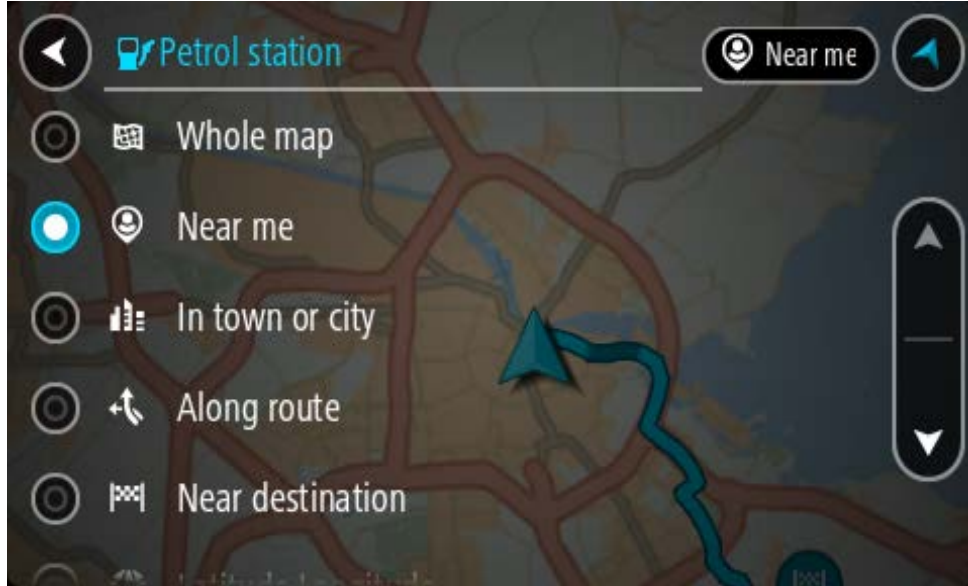 Petrol station
Near me
Whole map
Near me
In town or city
Along route
Near destination